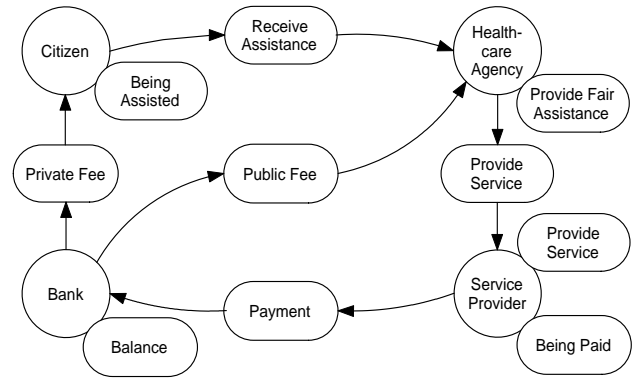 Citizen
Receive
Assistance
Health-
care
Agency
Being
Assisted
Provide Fair
Assistance
Private Fee
Public Fee
Provide
Service
Provide
Service
Bank
Payment
Service
Provider
Balance
Being Paid